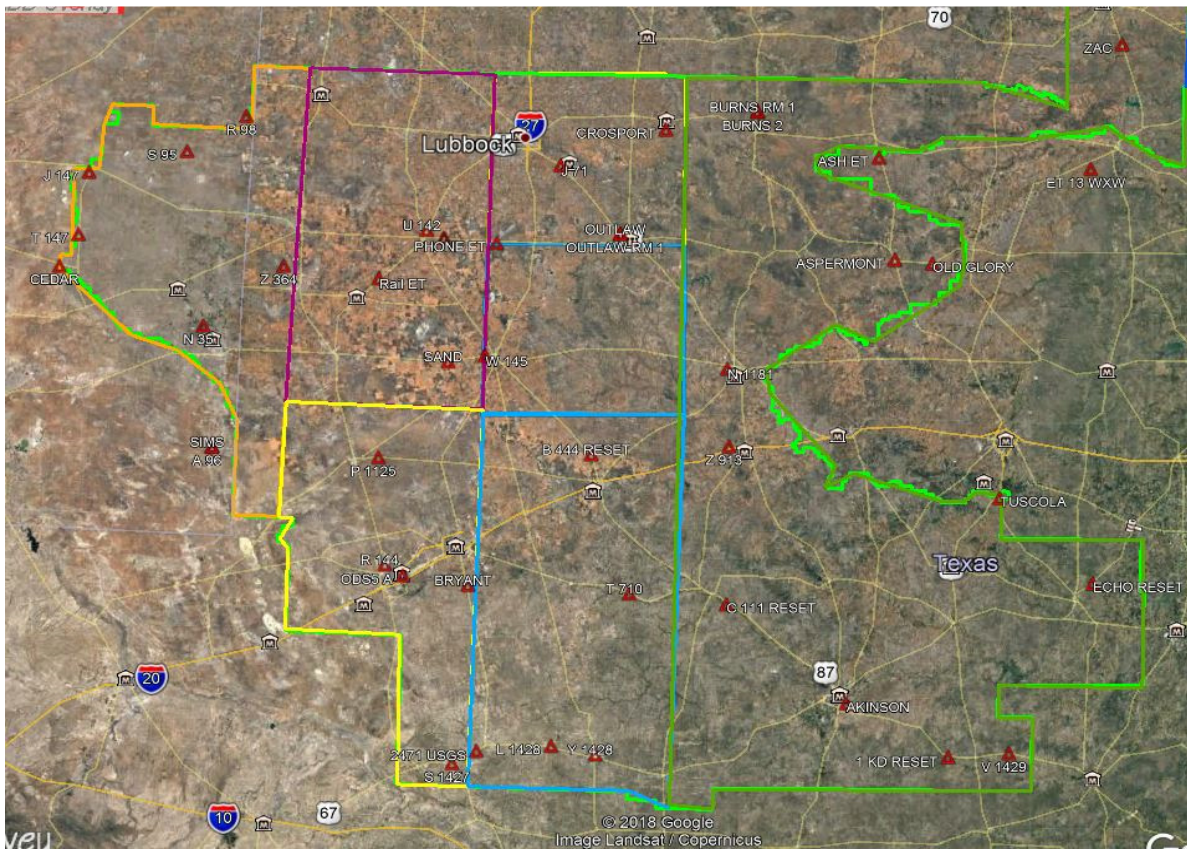 70
ZAC
R 98
BURNS RM 1
BURNS 2
27
CROSPORT
Lubbock
S 95
J 71
ASH ET
J 147
ET 13 WXW
T 147
U 142
PHONE ET
OUTLAW
OUTLAW RM 1
CEDAR
Z 364
Rail ET
ASPERMONT
OLD GLORY
N 35
SAND
W 145
N 1181
SIMS
A 96
P 1125
B 444 RESET
Z 913
TUSCOLA
R 144
ODS5 A
BRYANT
T 710
C 111 RESET
Texas
ECHO RESET
20
87
AKINSON
2471 USGS
S 1427
L 1428
Y 1428
1 KD RESET
V 1429
10
67
© 2018 Google
Image Landsat / Copernicus